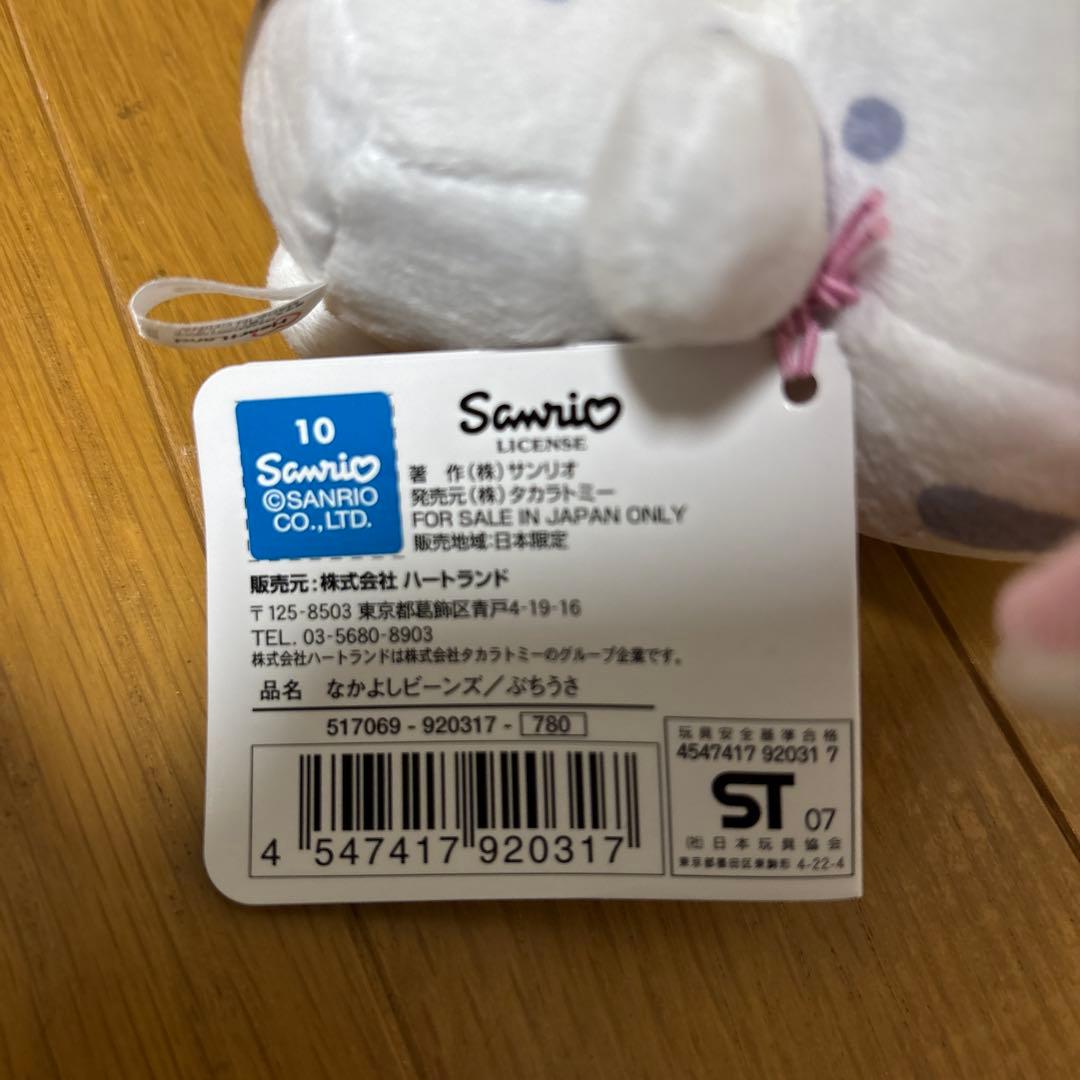 HeartLand
10
Sanrio
©SANRIO
CO.,LTD.
Sanrio
LICENSE
著 作(株)サンリオ
発売元(株)タカラトミー
FOR SALE IN JAPAN ONLY
販売地域:日本限定
販売元:株式会社 ハートランド
〒125-8503 東京都葛飾区青戸4-19-16
TEL. 03-5680-8903
株式会社ハートランドは株式会社タカラトミーのグループ企業です。
品名 なかよしビーンズ/ぷちうさ
517069-920317-780
4 547417 920317
玩具安全基準合格
4547417 92031 7
ST 07
(社)日本玩具協会
東京都墨田区東駒形 4-22-4